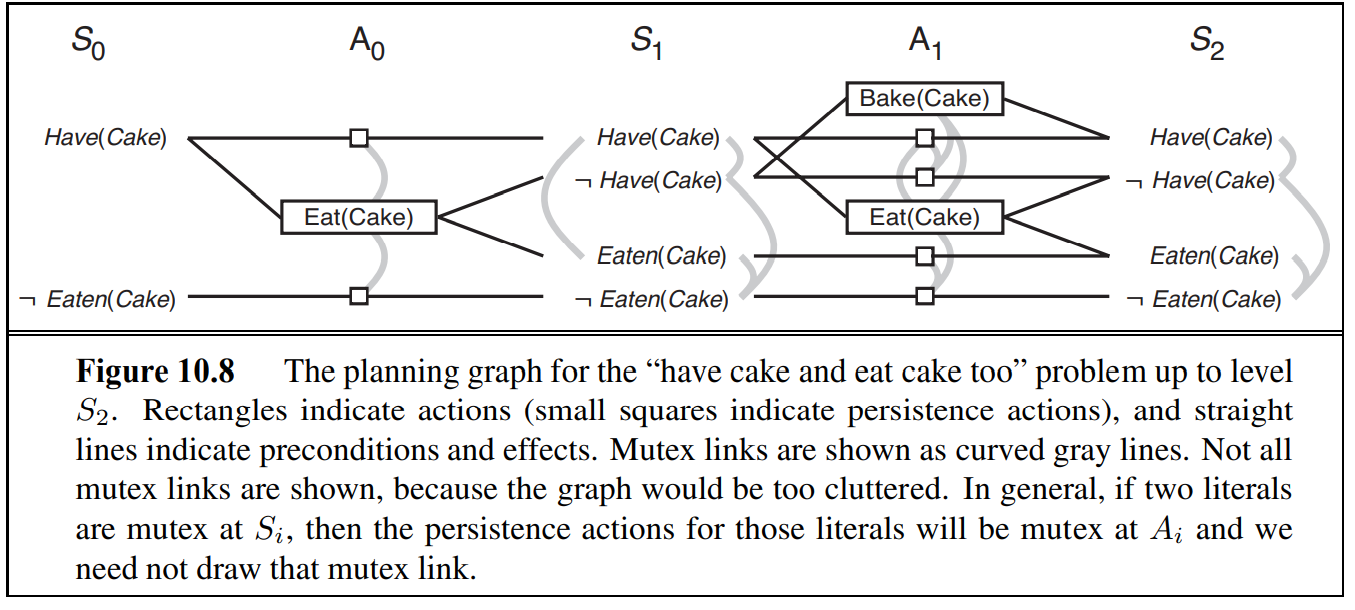 S0 A0 S1 A1 S2
Bake(Cake)
Have(Cake) Have(Cake) Have(Cake)
¬ Have(Cake) ¬ Have(Cake)
Eat(Cake) Eat(Cake)
Eaten(Cake) Eaten(Cake)
¬ Eaten(Cake) ¬ Eaten(Cake) ¬ Eaten(Cake)
Figure 10.8 The planning graph for the “have cake and eat cake too” problem up to level
S2. Rectangles indicate actions (small squares indicate persistence actions), and straight
lines indicate preconditions and effects. Mutex links are shown as curved gray lines. Not all
mutex links are shown, because the graph would be too cluttered. In general, if two literals
are mutex at Si, then the persistence actions for those literals will be mutex at Ai and we
need not draw that mutex link.